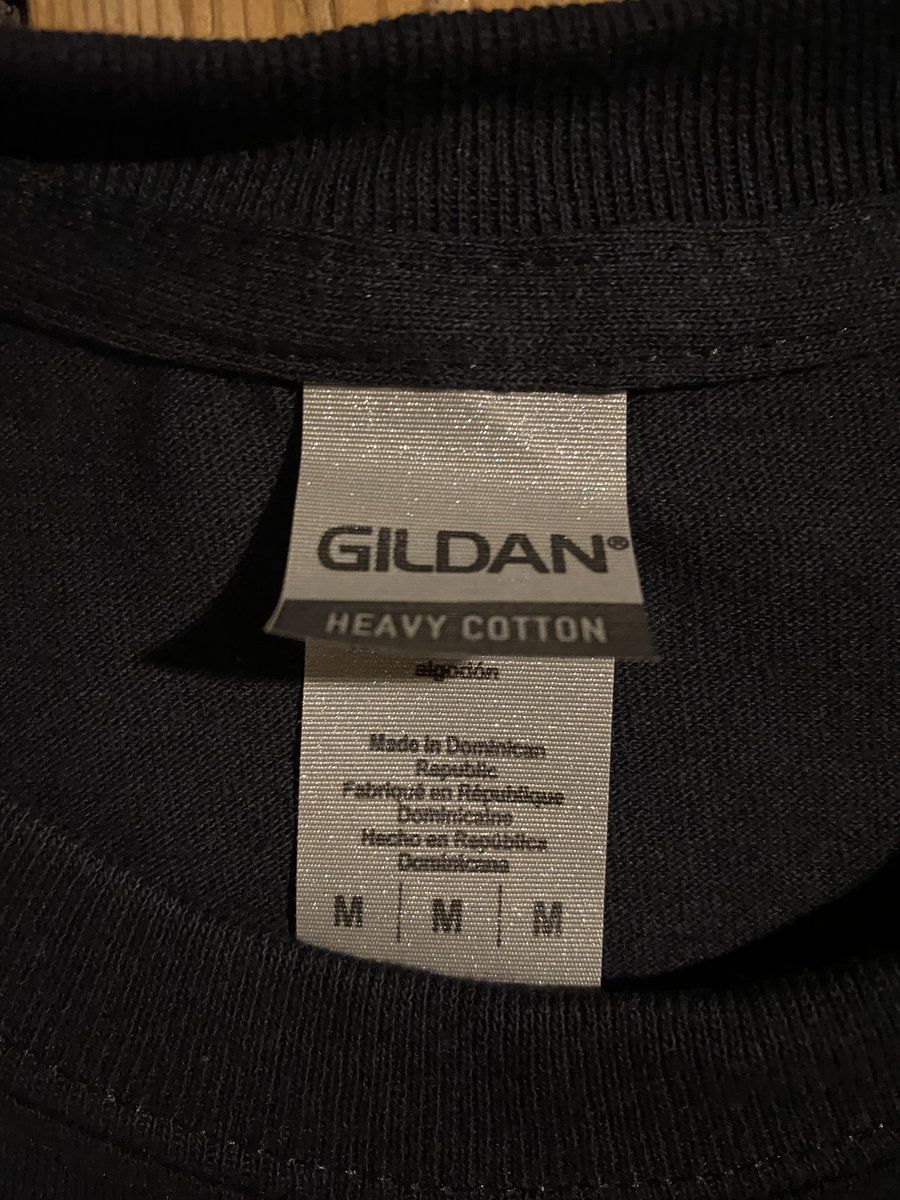 GILDAN®
HEAVY COTTON
algodón
Made in Dominican
Republic
Fabriqué en République
Dominicaine
Hecho en República
Dominicana
M | M | M